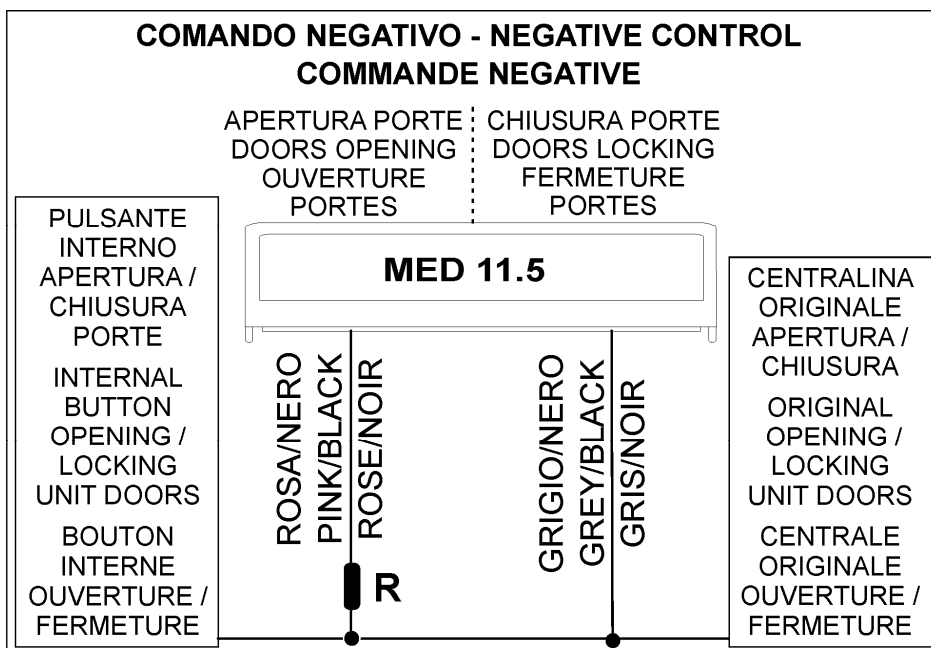 COMANDO NEGATIVO - NEGATIVE CONTROL
COMMANDE NEGATIVE
APERTURA PORTE
DOORS OPENING
OUVERTURE
PORTES
CHIUSURA PORTE
DOORS LOCKING
FERMETURE
PORTES
PULSANTE
INTERNO
APERTURA /
CHIUSURA
PORTE
INTERNAL
BUTTON
OPENING /
LOCKING
UNIT DOORS
BOUTON
INTERNE
OUVERTURE /
FERMETURE
MED 11.5
ROSA/NERO
PINK/BLACK
ROSE/NOIR
R
GRIGIO/NERO
GREY/BLACK
GRIS/NOIR
CENTRALINA
ORIGINALE
APERTURA /
CHIUSURA
ORIGINAL
OPENING /
LOCKING
UNIT DOORS
CENTRALE
ORIGINALE
OUVERTURE /
FERMETURE